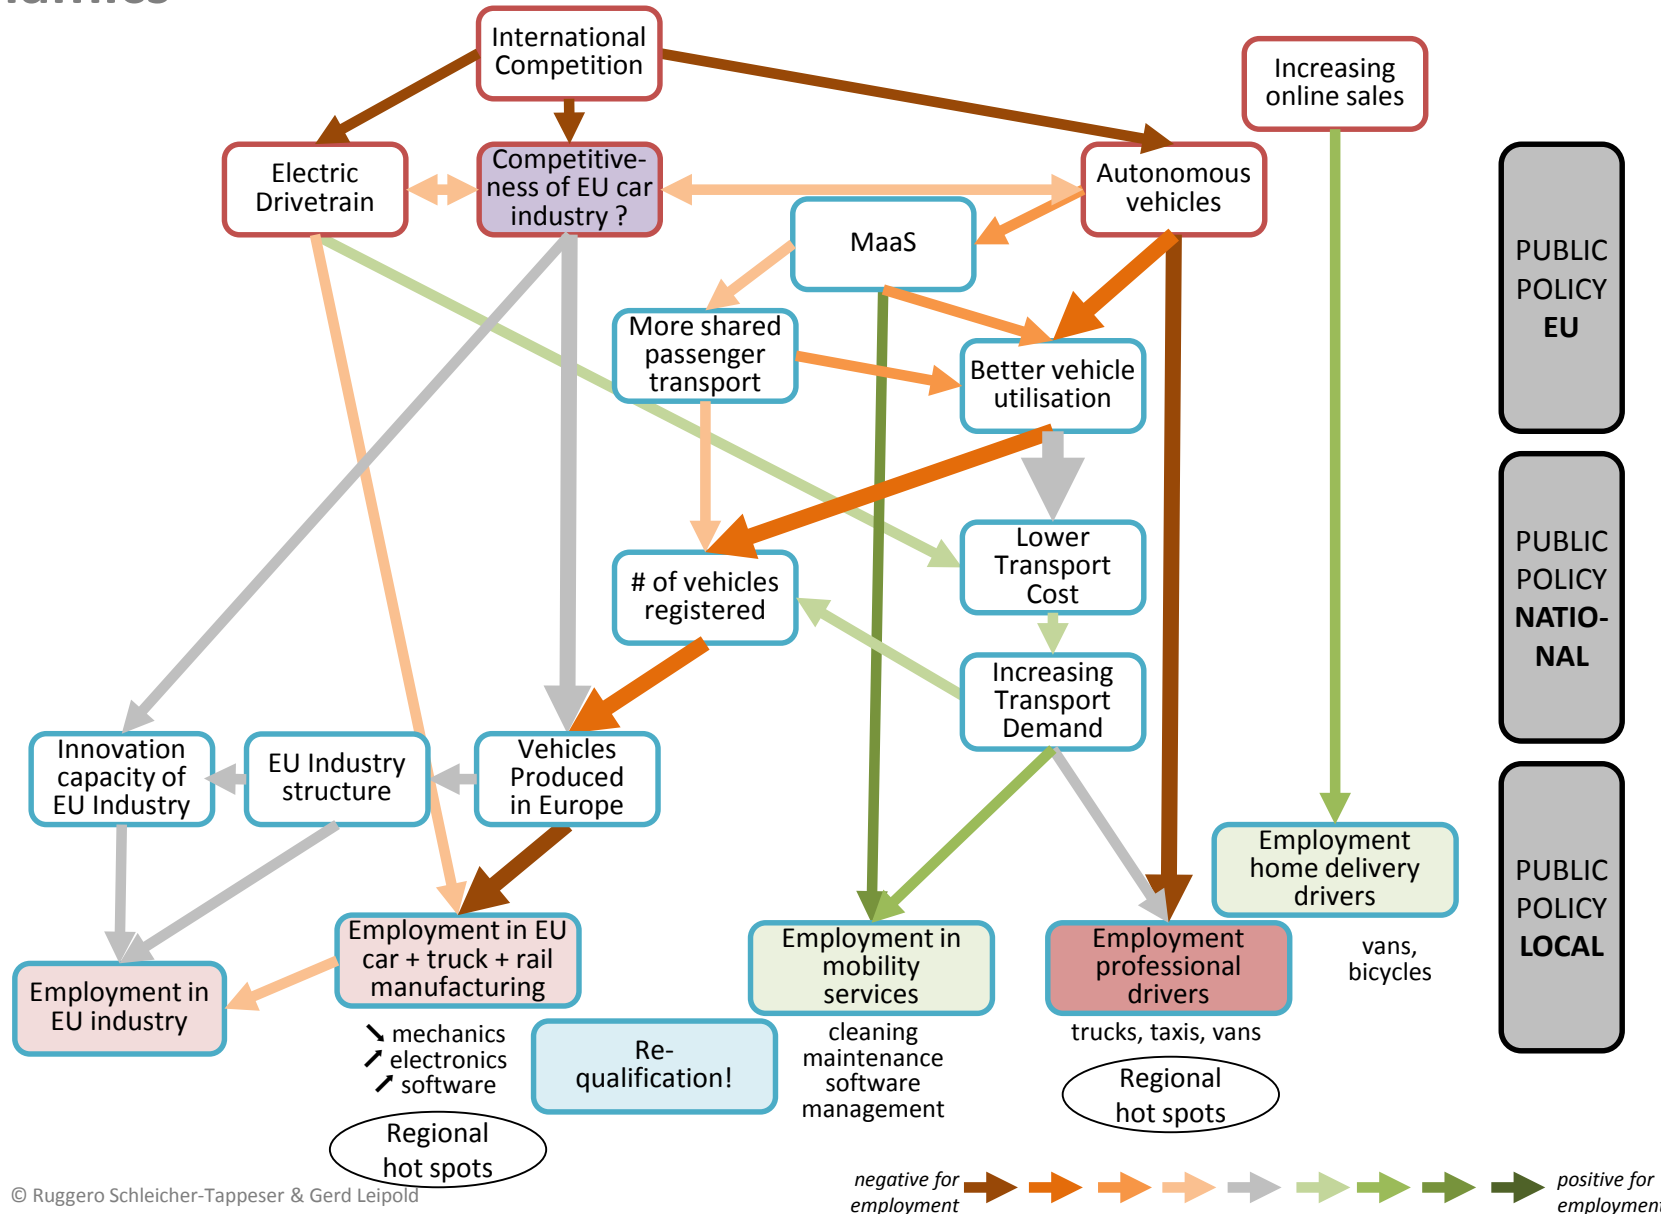 International
Competition
Increasing
online sales
Electric
Drivetrain
Competitive-
ness of EU car
industry ?
Autonomous
vehicles
MaaS
PUBLIC
POLICY
EU
More shared
passenger
transport
Better vehicle
utilisation
Lower
Transport
Cost
# of vehicles
registered
PUBLIC
POLICY
NATIO-
NAL
Increasing
Transport
Demand
Innovation
capacity of
EU Industry
EU Industry
structure
Vehicles
Produced
in Europe
Employment
home delivery
drivers
PUBLIC
POLICY
LOCAL
vans,
bicycles
Employment in
EU industry
Employment in EU
car + truck + rail
manufacturing
Employment in
mobility
services
Employment
professional
drivers
mechanics
electronics
software
Re-
qualification!
cleaning
maintenance
software
management
trucks, taxis, vans
Regional
hot spots
Regional
hot spots
© Ruggero Schleicher-Tappeser & Gerd Leipold
negative for
employment
positive for
employment